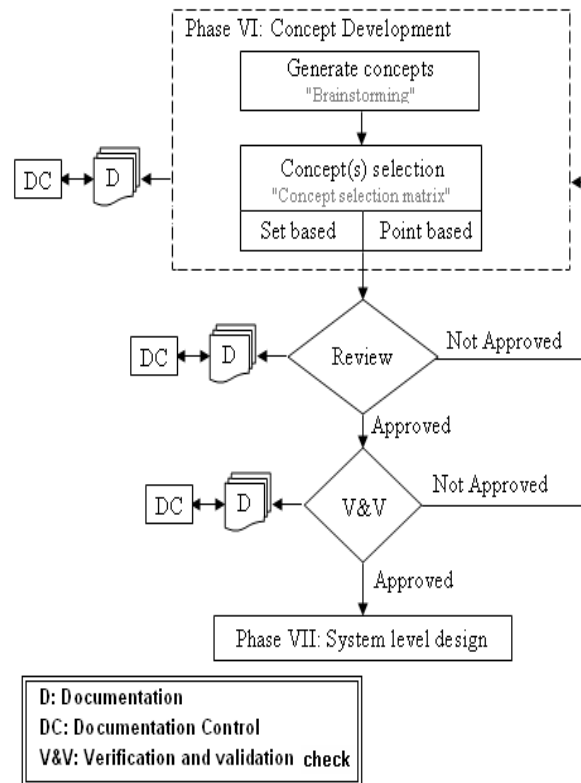 Phase VI: Concept Development
Generate concepts
"Brainstorming"
Concept(s) selection
"Concept selection matrix"
Set based
Point based
DC
D
Review
Not Approved
DC
D
Approved
V&V
Not Approved
DC
D
Approved
Phase VII: System level design
D: Documentation
DC: Documentation Control
V&V: Verification and validation check